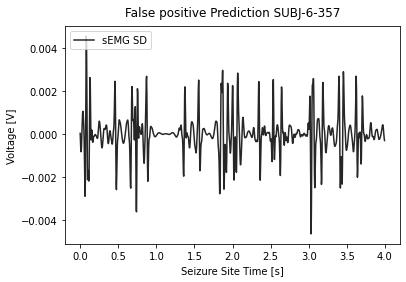 False positive Prediction SUBJ-6-357
sEMG SD
Voltage [V]
0.004
0.002
0.000
−0.002
−0.004
0.0 0.5 1.0 1.5 2.0 2.5 3.0 3.5 4.0
Seizure Site Time [s]